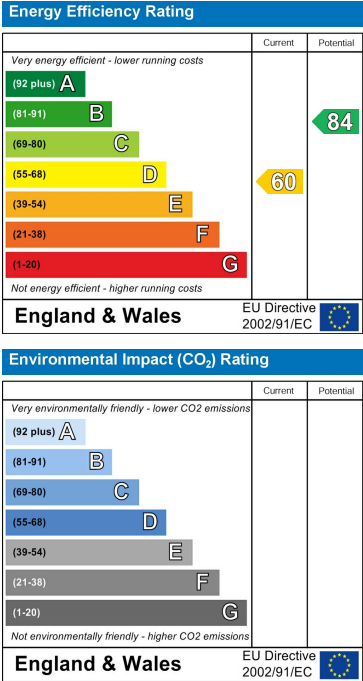 Energy Efficiency Rating
Current Potential
Very energy efficient - lower running costs
(92 plus) A
(81-91) B
84
(69-80) C
(55-68) D
60
(39-54) E
(21-38) F
(1-20) G
Not energy efficient - higher running costs
England & Wales
EU Directive
2002/91/EC
Environmental Impact (CO₂) Rating
Current Potential
Very environmentally friendly - lower CO2 emissions
(92 plus) A
(81-91) B
(69-80) C
(55-68) D
(39-54) E
(21-38) F
(1-20) G
Not environmentally friendly - higher CO2 emissions
England & Wales
EU Directive
2002/91/EC